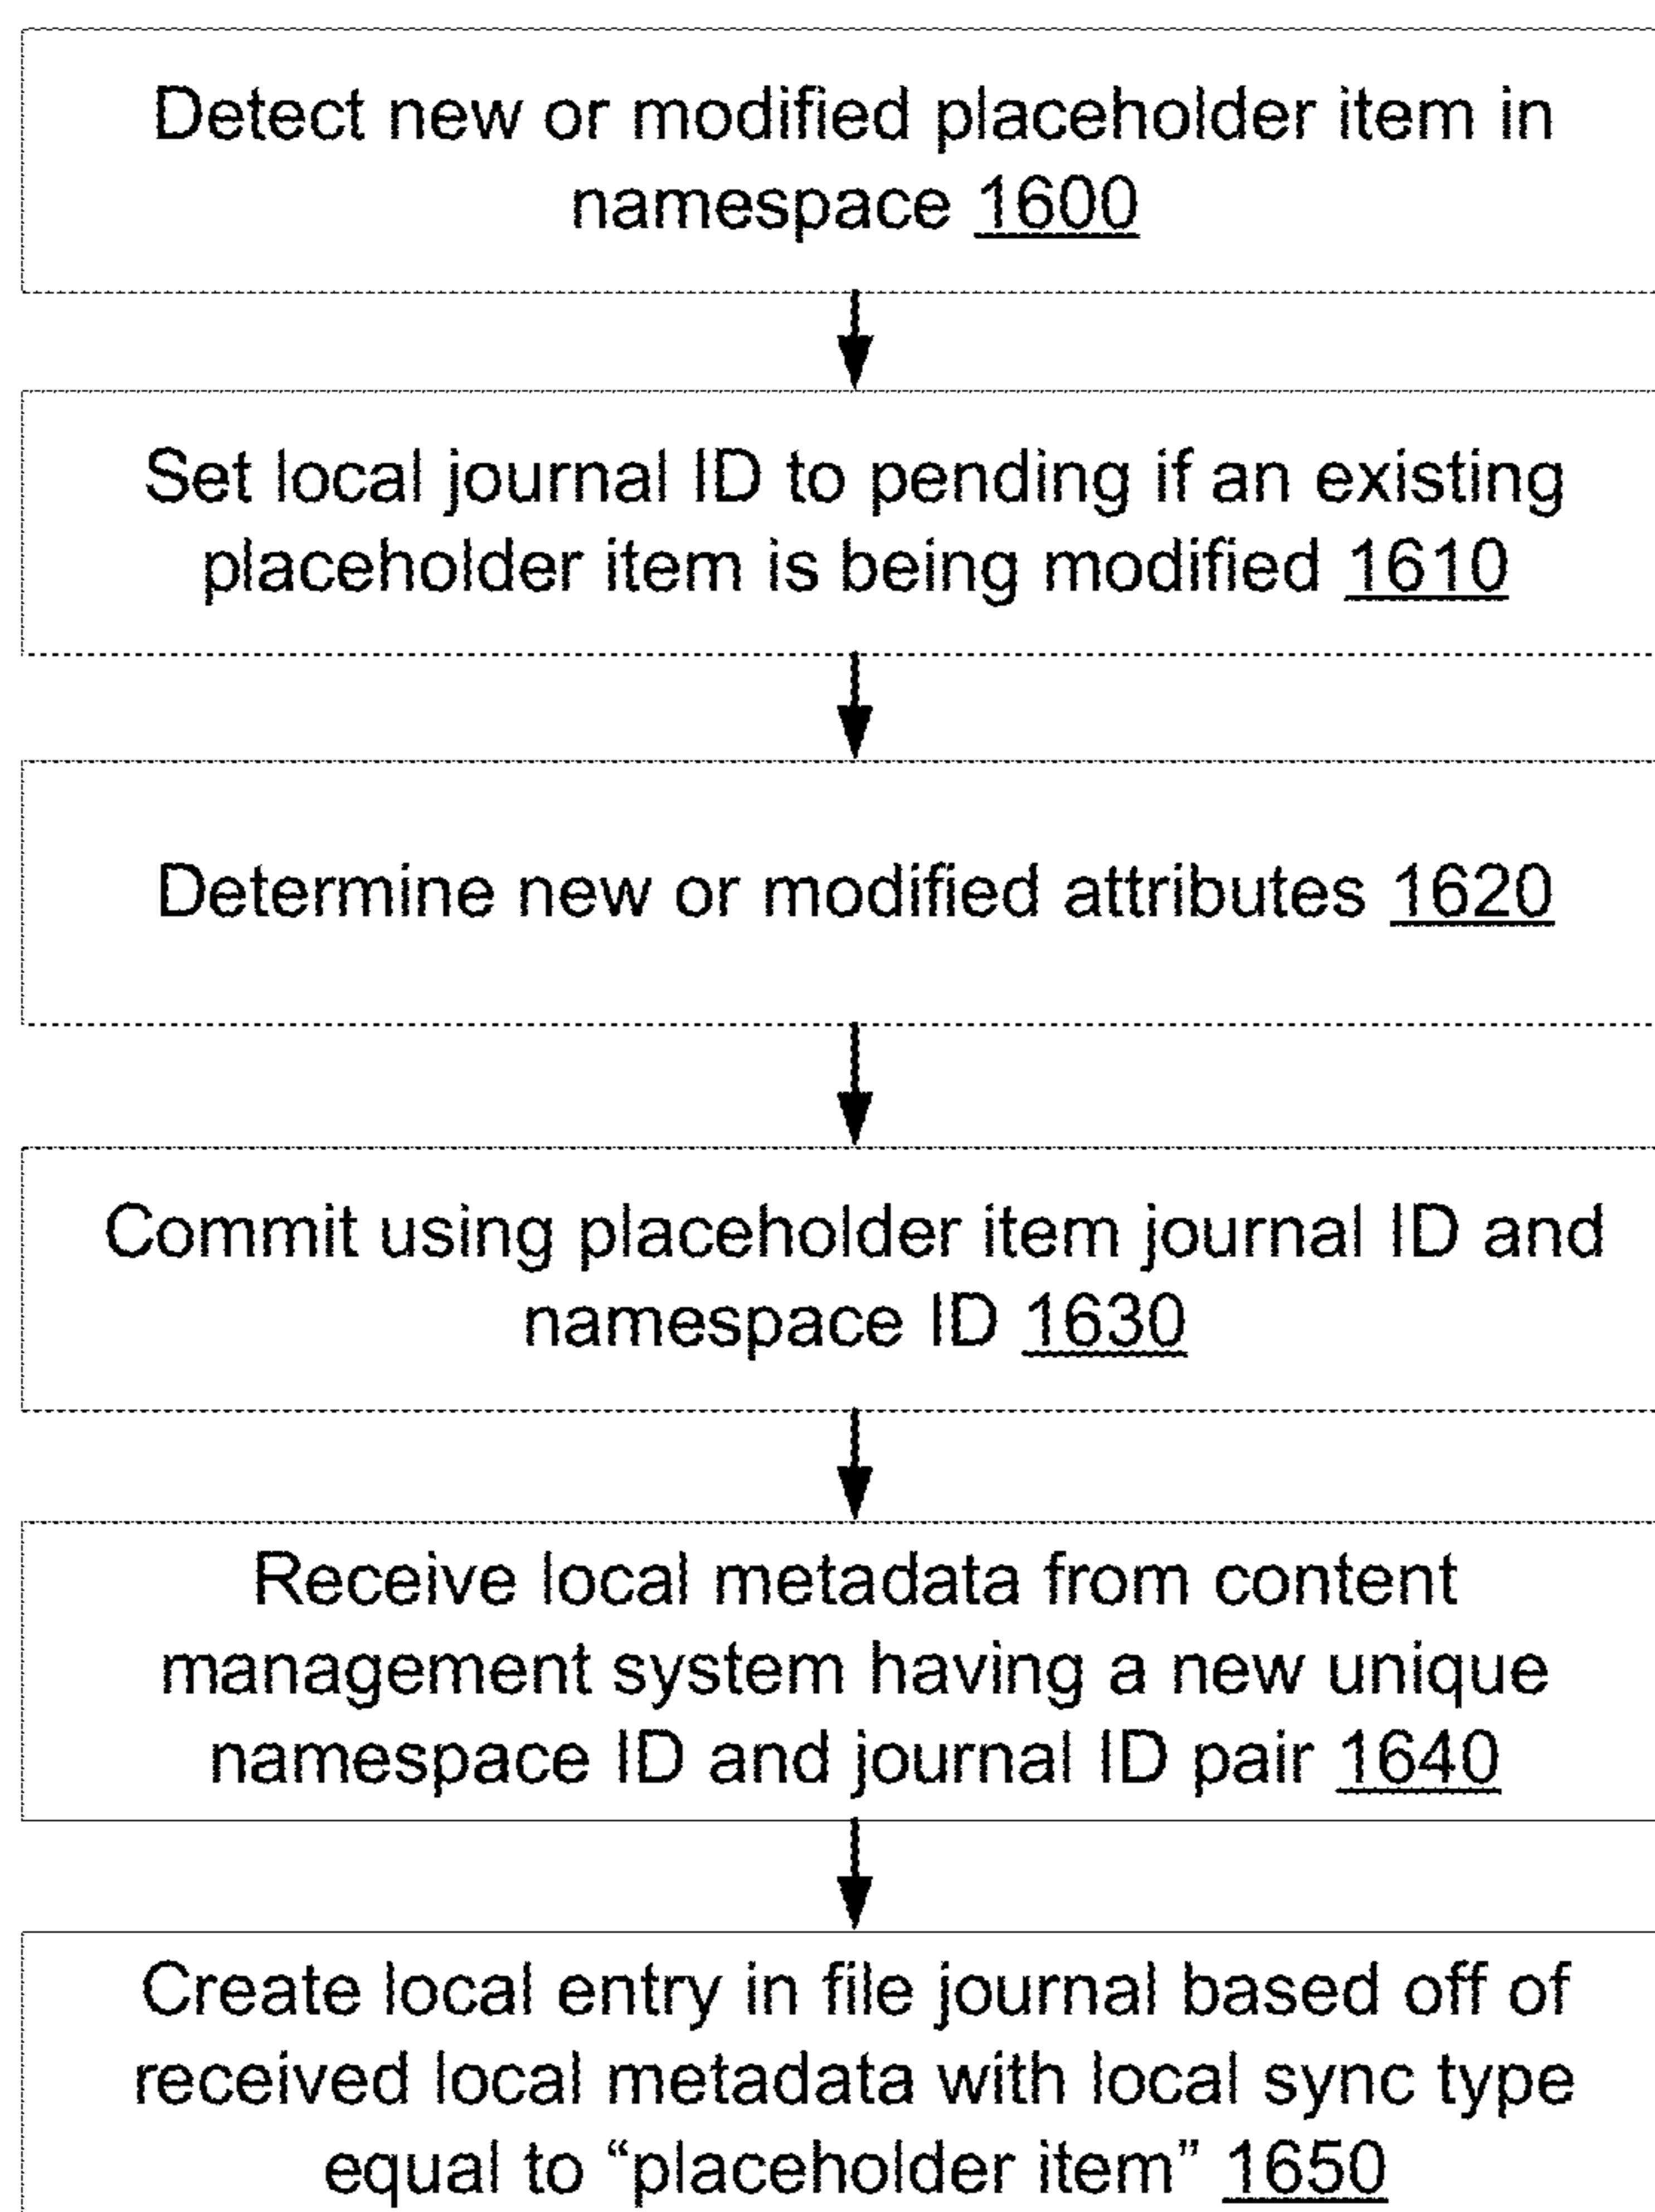 Detect new or modified placeholder item in
namespace 1600
Set local journal ID to pending if an existing
placeholder item is being modified 1610
Determine new or modified attributes 1620
Commit using placeholder item journal ID and
namespace ID 1630
Receive local metadata from content
management system having a new unique
namespace ID and journal ID pair 1640
Create local entry in file journal based off of
received local metadata with local sync type
equal to “placeholder item” 1650